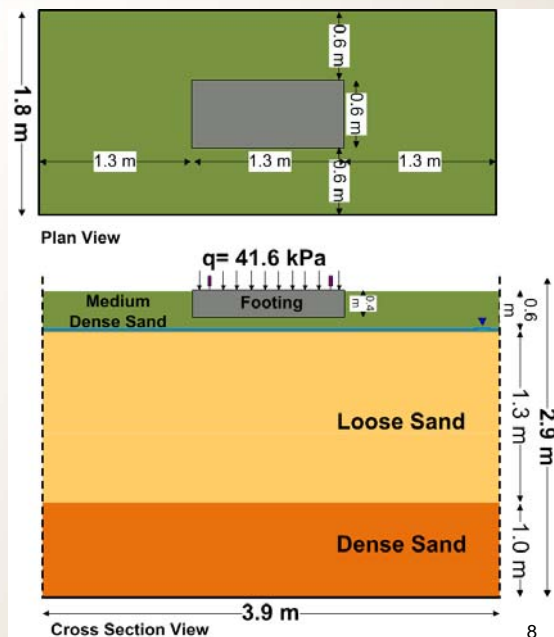 0.6 m
1.8 m
0.6 m
1.3 m
1.3 m
1.3 m
0.6 m
Plan View
q= 41.6 kPa
Medium
Dense Sand
Footing
0.4
m
0.6
m
Loose Sand
1.3 m
2.9 m
Dense Sand
1.0 m
3.9 m
Cross Section View
8